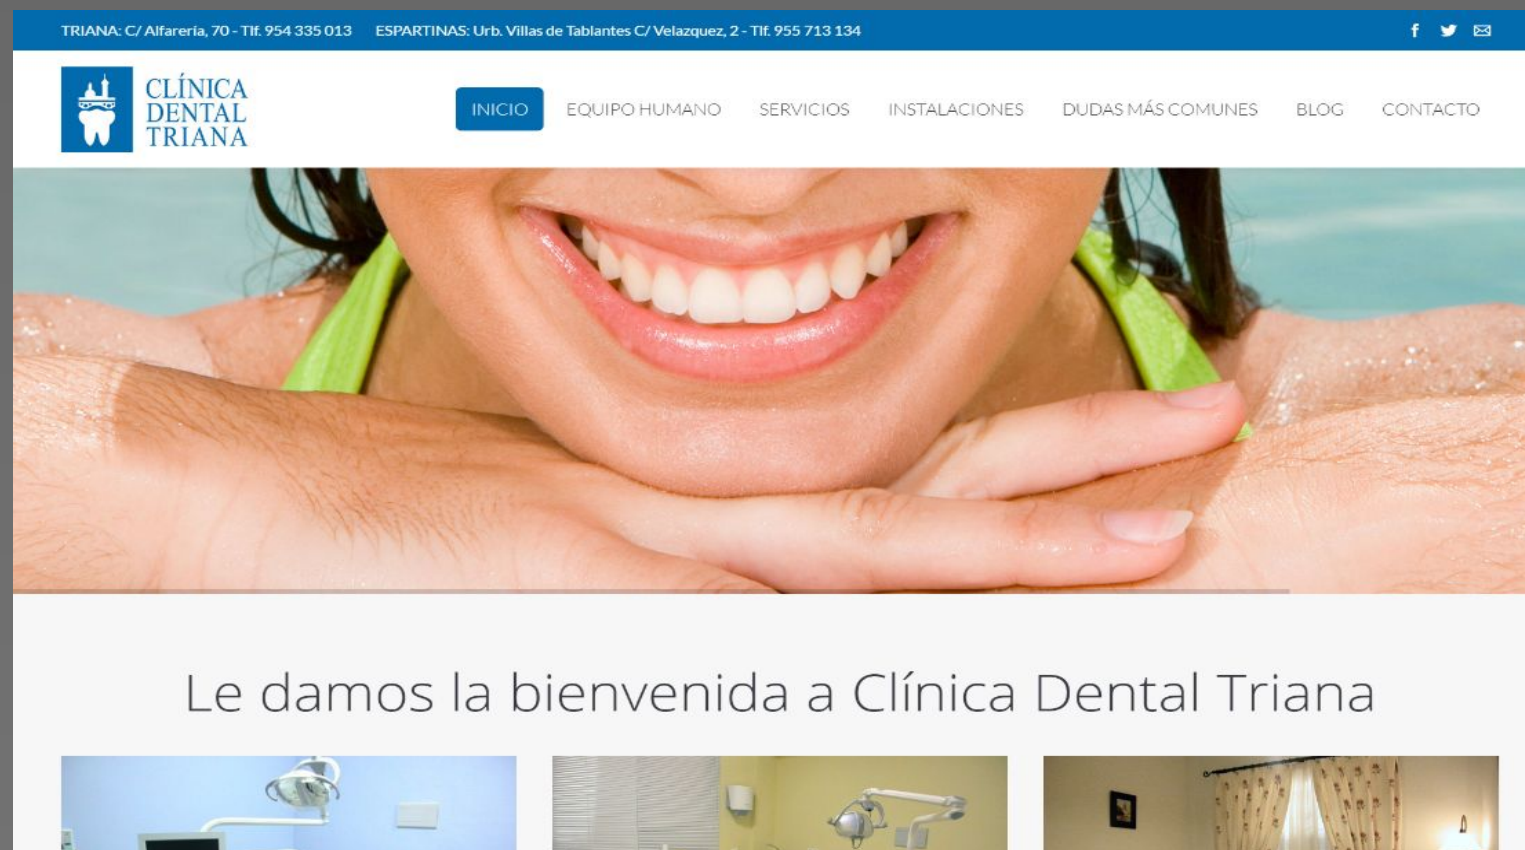 TRIANA: C/ Alfarería, 70 - Tlf. 954 335 013 ESPARTINAS: Urb. Villas de Tablantes C/ Velazquez, 2 - Tlf. 955 713 134
CLÍNICA
DENTAL
TRIANA
INICIO EQUIPO HUMANO SERVICIOS INSTALACIONES DUDAS MÁS COMUNES BLOG CONTACTO
Le damos la bienvenida a Clínica Dental Triana